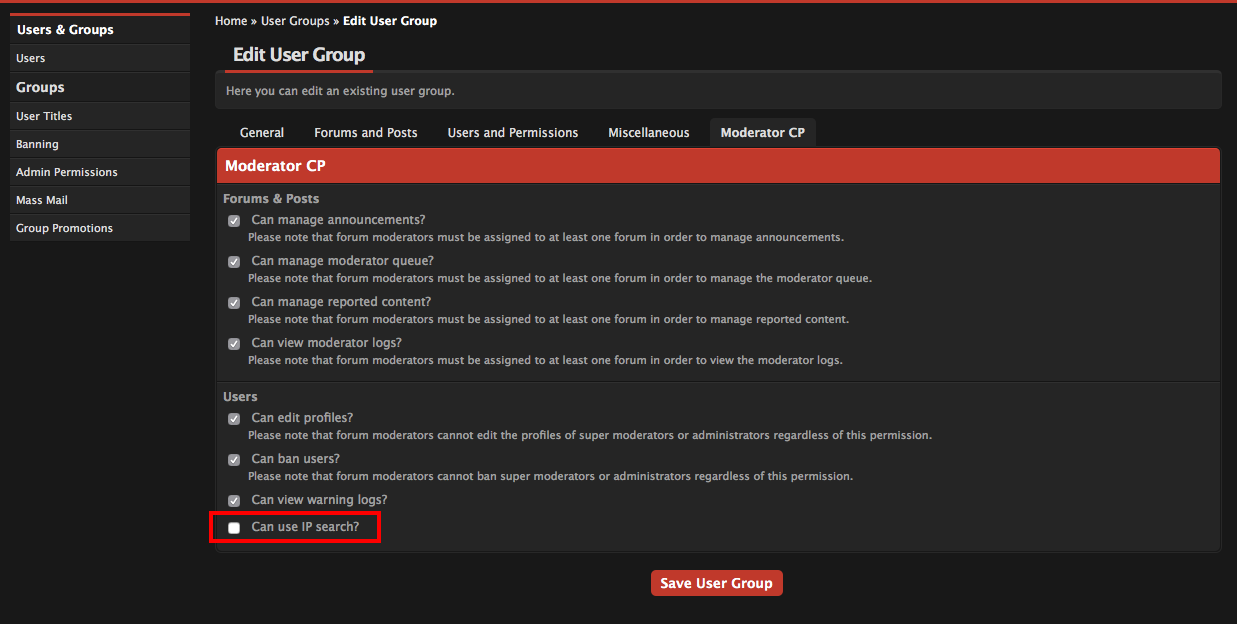 Users & Groups
Users
Groups
User Titles
Banning
Admin Permissions
Mass Mail
Group Promotions
Home » User Groups » Edit User Group
Edit User Group
Here you can edit an existing user group.
General Forums and Posts Users and Permissions Miscellaneous Moderator CP
Moderator CP
Forums & Posts
Can manage announcements?
Please note that forum moderators must be assigned to at least one forum in order to manage announcements.
Can manage moderator queue?
Please note that forum moderators must be assigned to at least one forum in order to manage the moderator queue.
Can manage reported content?
Please note that forum moderators must be assigned to at least one forum in order to manage reported content.
Can view moderator logs?
Please note that forum moderators must be assigned to at least one forum in order to view the moderator logs.
Users
Can edit profiles?
Please note that forum moderators cannot edit the profiles of super moderators or administrators regardless of this permission.
Can ban users?
Please note that forum moderators cannot ban super moderators or administrators regardless of this permission.
Can view warning logs?
Can use IP search?
Save User Group